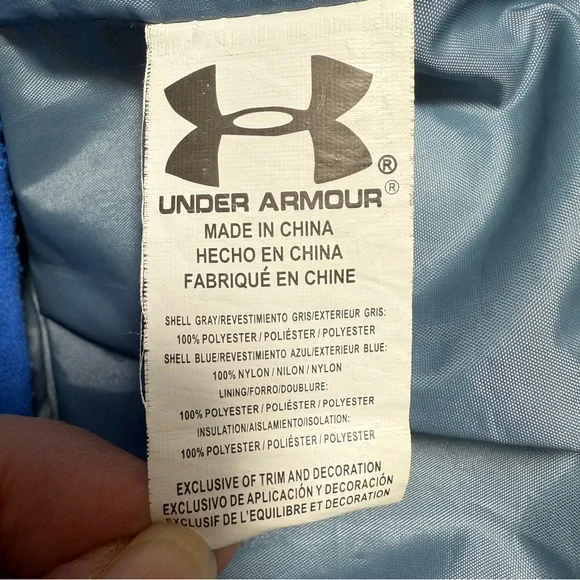 ®
UNDER ARMOUR®
MADE IN CHINA
HECHO EN CHINA
FABRIQUÉ EN CHINE
SHELL GRAY/REVESTIMIENTO GRIS/EXTERIEUR GRIS:
100% POLYESTER / POLIÉSTER / POLYESTER
SHELL BLUE/REVESTIMIENTO AZUL/EXTERIEUR BLUE:
100% NYLON / NILON / NYLON
LINING/FORRO/DOUBLURE:
100% POLYESTER / POLIÉSTER / POLYESTER
INSULATION/AISLAMIENTO/ISOLATION:
100% POLYESTER / POLIÉSTER / POLYESTER
EXCLUSIVE OF TRIM AND DECORATION
EXCLUSIVO DE APLICACIÓN Y DECORACIÓN
EXCLUSIF DE L'EQUILIBRE ET DECORATION